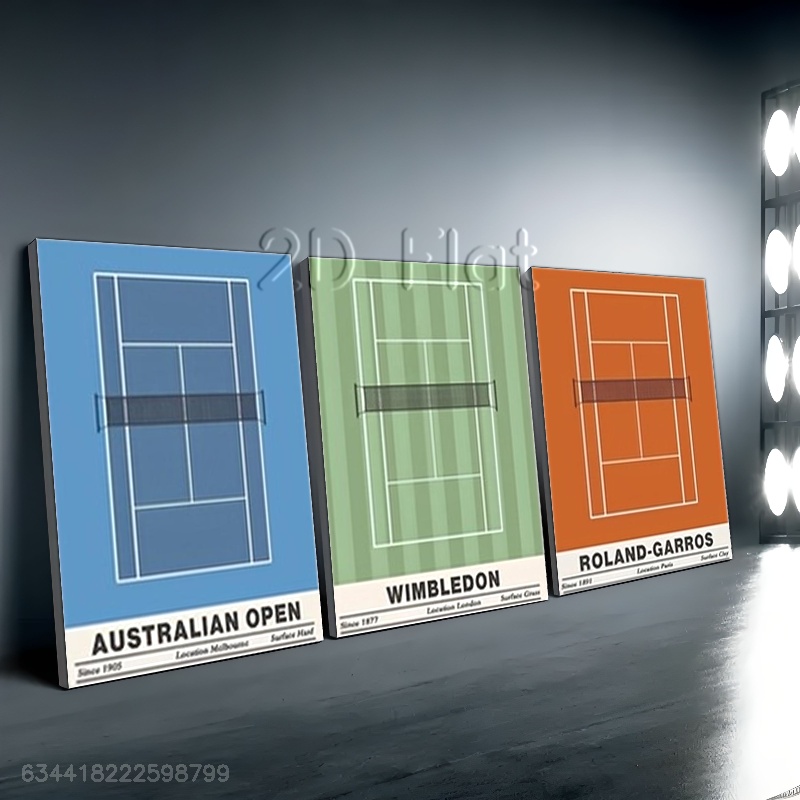 2D Flat
AUSTRALIAN OPEN
Since 1905 Location Melbourne Surface Hard
WIMBLEDON
Since 1877 Location London Surface Grass
ROLAND-GARROS
Since 1891 Location Paris Surface Clay
634418222598799